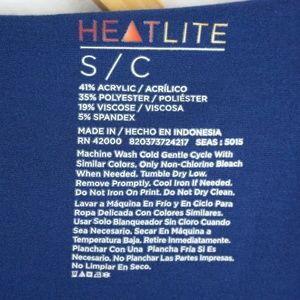 HEATLITE
S / C
41% ACRYLIC / ACRÍLICO
35% POLYESTER / POLIÉSTER
19% VISCOSE / VISCOSA
5% SPANDEX
MADE IN / HECHO EN INDONESIA
RN 42000 820373724217 SEAS : 5015
Machine Wash Cold Gentle Cycle With
Similar Colors, Only Non-Chlorine Bleach
When Needed. Tumble Dry Low.
Remove Promptly. Cool Iron If Needed.
Do Not Iron On Print. Do Not Dry Clean.
Lavar a Máquina En Frío y En Ciclo Para
Ropa Delicada Con Colores Similares.
Usar Solo Blanqueador Sin Cloro Cuando
Sea Necesario. Secar En Máquina a
Temperatura Baja. Retire Inmediatamente.
Planchar Con Una Plancha Fría Si Es
Necesario. No Planchar Las Partes Impresas.
No Limpiar En Seco.